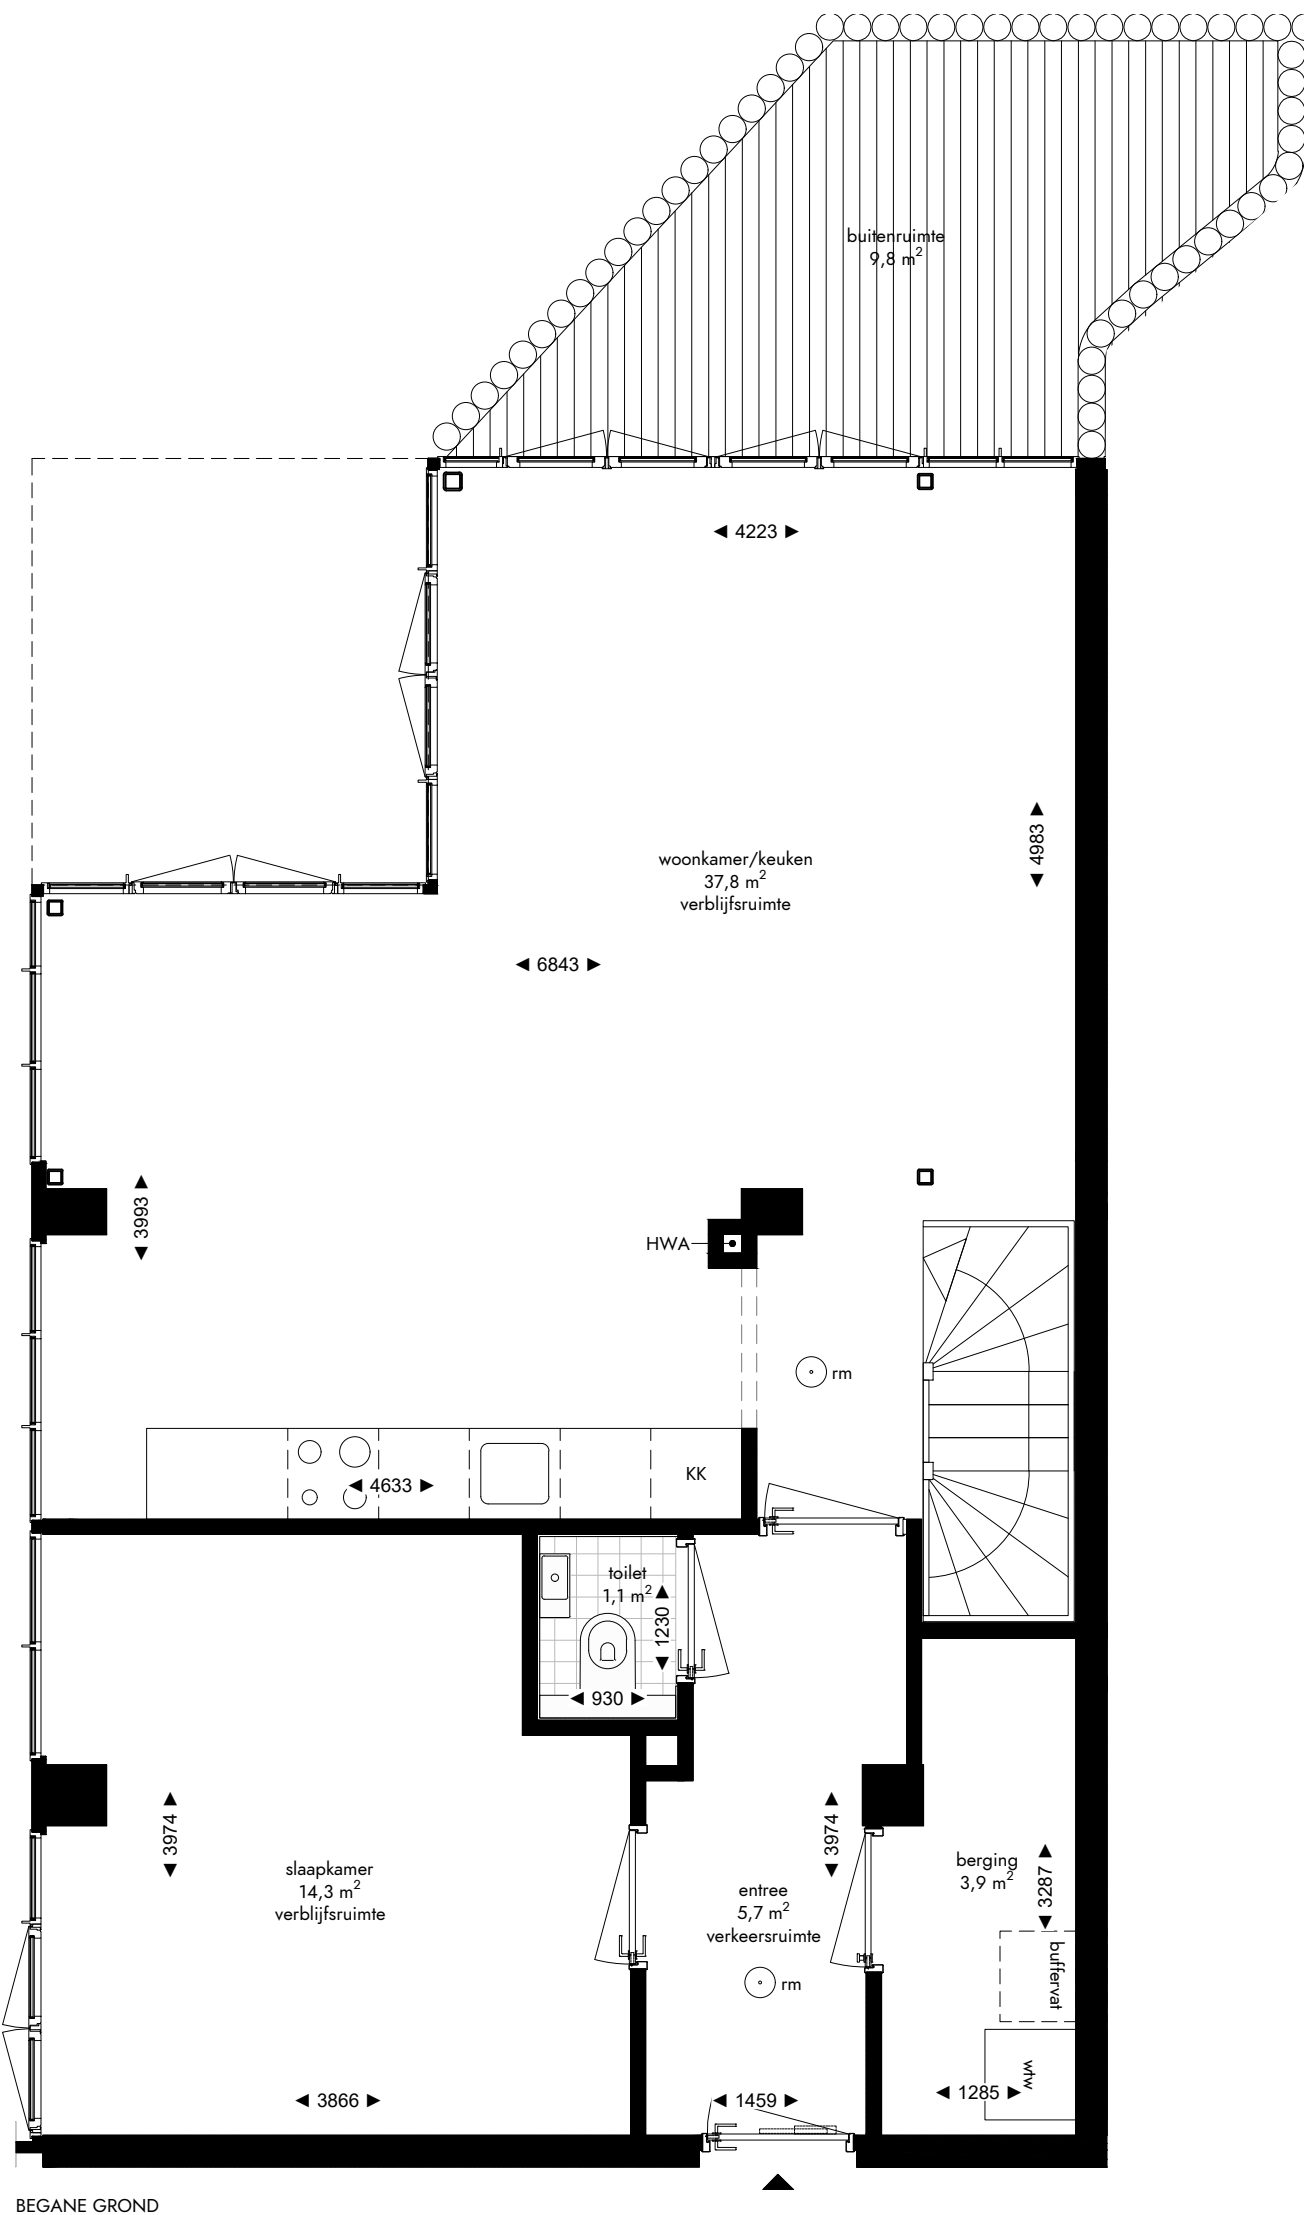 buitenruimte
9,8 m²
◄ 4223 ►
◄ 4983 ►
woonkamer/keuken
37,8 m²
verblijfsruimte
◄ 6843 ►
◄ 3993 ►
HWA
rm
KK
◄ 4633 ►
toilet
1,1 m²
◄ 1230 ►
◄ 930 ►
◄ 3974 ►
slaapkamer
14,3 m²
verblijfsruimte
◄ 3974 ►
entree
5,7 m²
verkeersruimte
rm
berging
3,9 m²
◄ 3287 ►
buffervat
wtw
◄ 3866 ►
◄ 1459 ►
◄ 1285 ►
BEGANE GROND